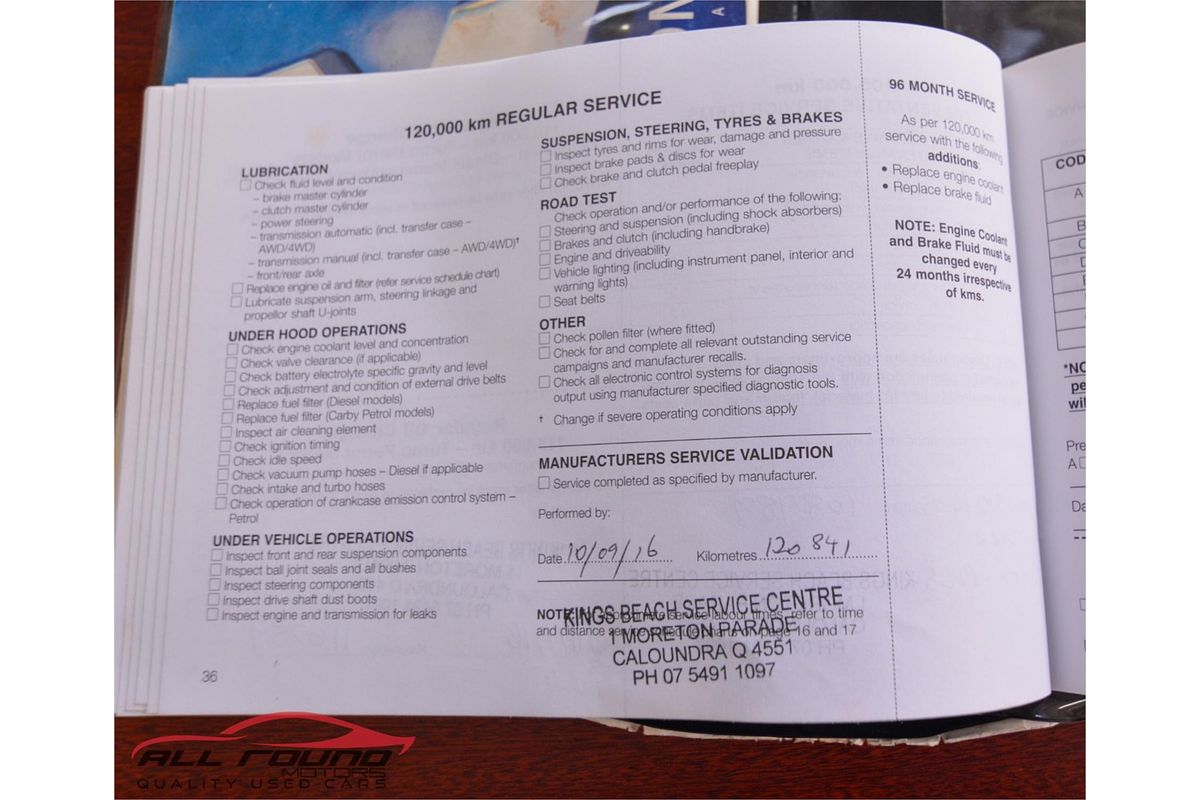 120,000 km REGULAR SERVICE
LUBRICATION
Check fluid level and condition
– brake master cylinder
– clutch master cylinder
– power steering
– transmission automatic (incl. transfer case –
AWD/4WD)
– transmission manual (incl. transfer case – AWD/4WD)†
– front/rear axle
Replace engine oil and filter (refer service schedule chart)
Lubricate suspension arm, steering linkage and
propellor shaft U-joints
UNDER HOOD OPERATIONS
Check engine coolant level and concentration
Check valve clearance (if applicable)
Check battery electrolyte specific gravity and level
Check adjustment and condition of external drive belts
Replace fuel filter (Diesel models)
Replace fuel filter (Carby Petrol models)
Inspect air cleaning element
Check ignition timing
Check idle speed
Check vacuum pump hoses – Diesel if applicable
Check intake and turbo hoses
Check operation of crankcase emission control system –
Petrol
UNDER VEHICLE OPERATIONS
Inspect front and rear suspension components
Inspect ball joint seals and all bushes
Inspect steering components
Inspect drive shaft dust boots
Inspect engine and transmission for leaks
36
SUSPENSION, STEERING, TYRES & BRAKES
Inspect tyres and rims for wear, damage and pressure
Inspect brake pads & discs for wear
Check brake and clutch pedal freeplay
ROAD TEST
Check operation and/or performance of the following:
Steering and suspension (including shock absorbers)
Brakes and clutch (including handbrake)
Engine and driveability
Vehicle lighting (including instrument panel, interior and
warning lights)
Seat belts
OTHER
Check pollen filter (where fitted)
Check for and complete all relevant outstanding service
campaigns and manufacturer recalls.
Check all electronic control systems for diagnosis
output using manufacturer specified diagnostic tools.
† Change if severe operating conditions apply
MANUFACTURERS SERVICE VALIDATION
Service completed as specified by manufacturer.
Performed by:
Date 10/09/16 Kilometres 120 841
NOTE refer to time
and distance on page 16 and 17
KINGS BEACH SERVICE CENTRE
1 MORETON PARADE
CALOUNDRA Q 4551
PH 07 5491 1097
96 MONTH SERVICE
As per 120,000 km
service with the following
additions:
• Replace engine coolant
• Replace brake fluid
NOTE: Engine Coolant
and Brake Fluid must be
changed every
24 months irrespective
of kms.
COD
A
*NO
pe
wil
Pre
A
Da
ALL ROUND
MOTORS
QUALITY USED CARS